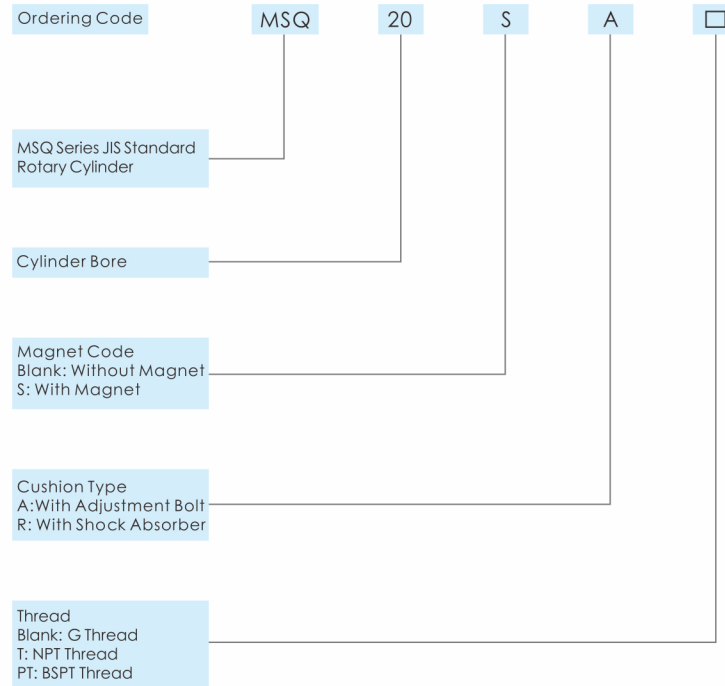 Ordering Code MSQ 20 S A □
MSQ Series JIS Standard
Rotary Cylinder
Cylinder Bore
Magnet Code
Blank: Without Magnet
S: With Magnet
Cushion Type
A:With Adjustment Bolt
R: With Shock Absorber
Thread
Blank: G Thread
T: NPT Thread
PT: BSPT Thread